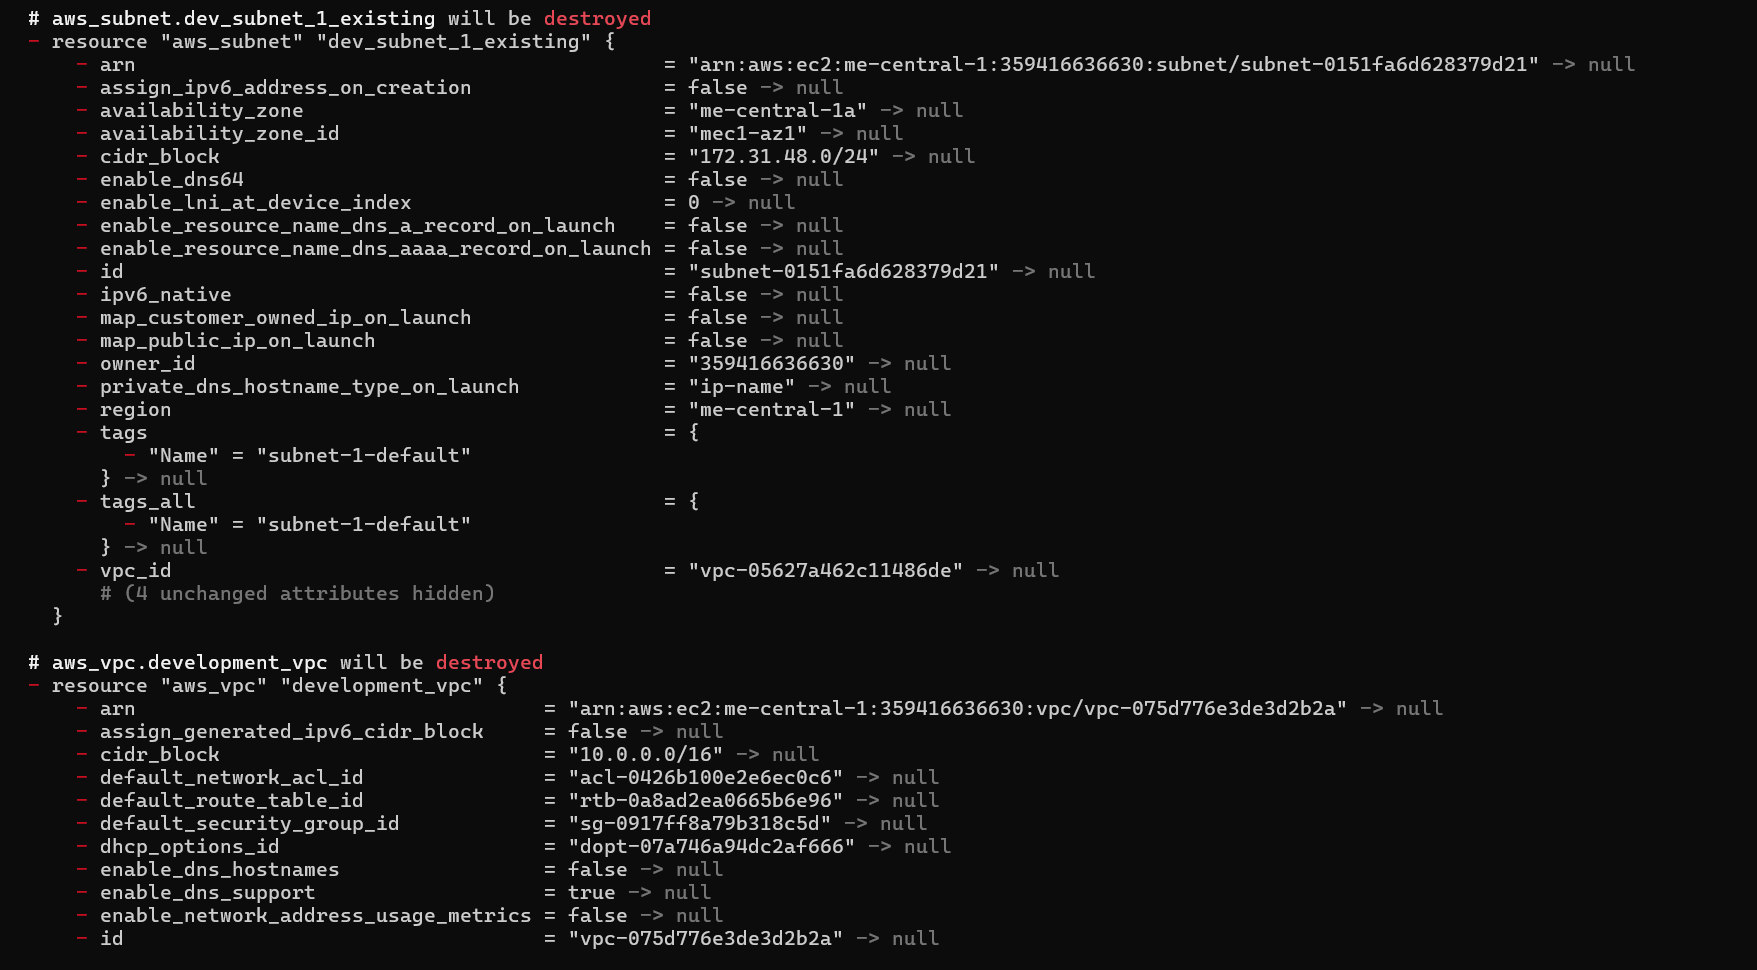 # aws_subnet.dev_subnet_1_existing will be destroyed
- resource "aws_subnet" "dev_subnet_1_existing" {
- arn = "arn:aws:ec2:me-central-1:359416636630:subnet/subnet-0151fa6d628379d21" -> null
- assign_ipv6_address_on_creation = false -> null
- availability_zone = "me-central-1a" -> null
- availability_zone_id = "mec1-az1" -> null
- cidr_block = "172.31.48.0/24" -> null
- enable_dns64 = false -> null
- enable_lni_at_device_index = 0 -> null
- enable_resource_name_dns_a_record_on_launch = false -> null
- enable_resource_name_dns_aaaa_record_on_launch = false -> null
- id = "subnet-0151fa6d628379d21" -> null
- ipv6_native = false -> null
- map_customer_owned_ip_on_launch = false -> null
- map_public_ip_on_launch = false -> null
- owner_id = "359416636630" -> null
- private_dns_hostname_type_on_launch = "ip-name" -> null
- region = "me-central-1" -> null
- tags = {
- "Name" = "subnet-1-default"
} -> null
- tags_all = {
- "Name" = "subnet-1-default"
} -> null
- vpc_id = "vpc-05627a462c11486de" -> null
# (4 unchanged attributes hidden)
}
# aws_vpc.development_vpc will be destroyed
- resource "aws_vpc" "development_vpc" {
- arn = "arn:aws:ec2:me-central-1:359416636630:vpc/vpc-075d776e3de3d2b2a" -> null
- assign_generated_ipv6_cidr_block = false -> null
- cidr_block = "10.0.0.0/16" -> null
- default_network_acl_id = "acl-0426b100e2e6ec0c6" -> null
- default_route_table_id = "rtb-0a8ad2ea0665b6e96" -> null
- default_security_group_id = "sg-0917ff8a79b318c5d" -> null
- dhcp_options_id = "dopt-07a746a94dc2af666" -> null
- enable_dns_hostnames = false -> null
- enable_dns_support = true -> null
- enable_network_address_usage_metrics = false -> null
- id = "vpc-075d776e3de3d2b2a" -> null